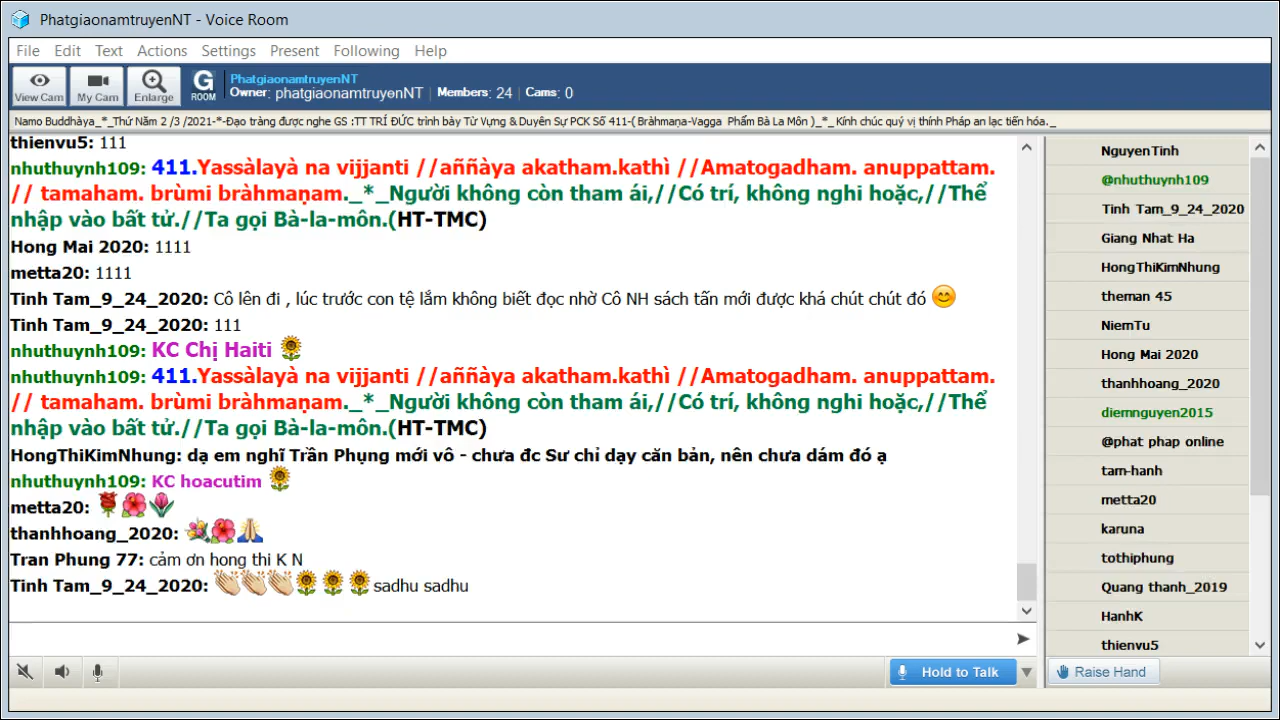 PhatgiaonamtruyenNT - Voice Room
File Edit Text Actions Settings Present Following Help
View Cam My Cam Enlarge G ROOM
PhatgiaonamtruyenNT
Owner: phatgiaonamtruyenNT | Members: 24 | Cams: 0
Namo Buddhàya_*_Thứ Năm 2 /3 /2021-*-Đạo tràng được nghe GS :TT TRÍ ĐỨC trình bày Từ Vựng & Duyên Sự PCK Số 411-( Bràhmaṇa-Vagga Phẩm Bà La Môn )_*_ Kính chúc quý vị thính Pháp an lạc tiến hóa._
thienvu5: 111
nhuthuynh109: 411.Yassàlayà na vijjanti //aññàya akatham.kathì //Amatogadham. anuppattam.
// tamaham. brùmi bràhmaṇam._*_Người không còn tham ái,//Có trí, không nghi hoặc,//Thể
nhập vào bất tử.//Ta gọi Bà-la-môn.(HT-TMC)
Hong Mai 2020: 1111
metta20: 1111
Tinh Tam_9_24_2020: Cô lên đi , lúc trước con tệ lắm không biết đọc nhờ Cô NH sách tấn mới được khá chút chút đó 😊
Tinh Tam_9_24_2020: 111
nhuthuynh109: KC Chị Haiti 🌻
nhuthuynh109: 411.Yassàlayà na vijjanti //aññàya akatham.kathì //Amatogadham. anuppattam.
// tamaham. brùmi bràhmaṇam._*_Người không còn tham ái,//Có trí, không nghi hoặc,//Thể
nhập vào bất tử.//Ta gọi Bà-la-môn.(HT-TMC)
HongThiKimNhung: dạ em nghĩ Trần Phụng mới vô - chưa đc Sư chỉ dạy căn bản, nên chưa dám đó ạ
nhuthuynh109: KC hoacutim 🌻
metta20: 🌹🌺🌷
thanhhoang_2020: 💐🌺🙏
Tran Phung 77: cảm ơn hong thi K N
Tinh Tam_9_24_2020: 👏👏👏🌻🌻🌻sadhu sadhu
Hold to Talk
NguyenTinh
@nhuthuynh109
Tinh Tam_9_24_2020
Giang Nhat Ha
HongThiKimNhung
theman 45
NiemTu
Hong Mai 2020
thanhhoang_2020
diemnguyen2015
@phat phap online
tam-hanh
metta20
karuna
tothiphung
Quang thanh_2019
HanhK
thienvu5
Raise Hand